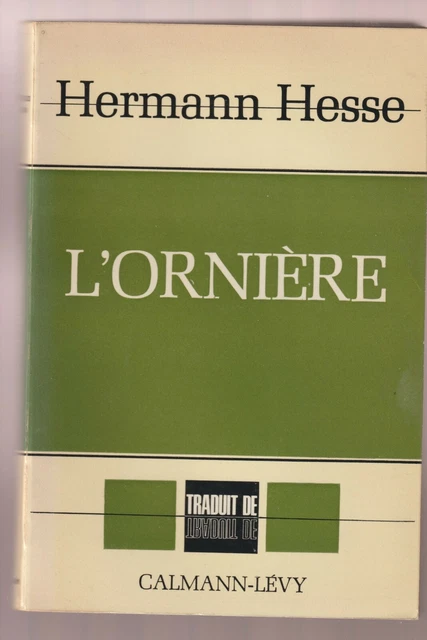 Hermann Hesse
L'ORNIÈRE
TRADUIT DE
TRADUIT DE
CALMANN-LÉVY